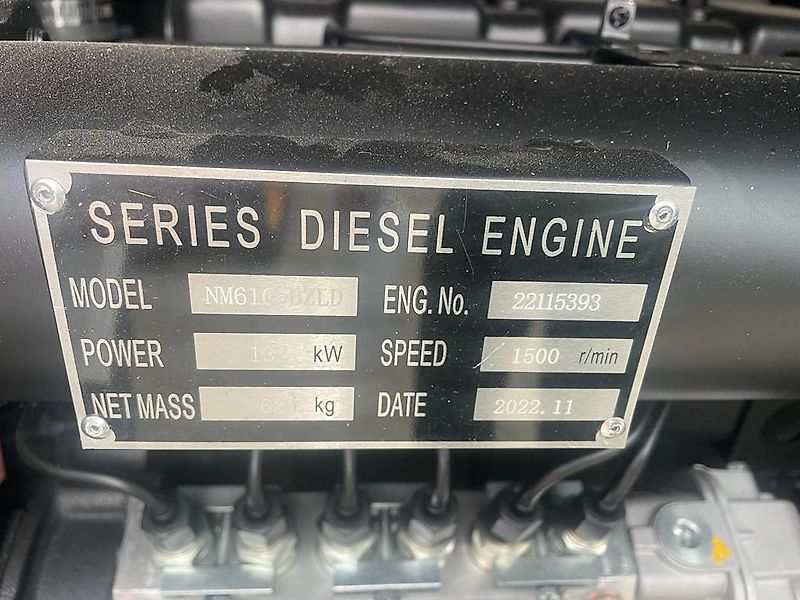 SERIES DIESEL ENGINE
MODEL ENG. No. 22115393
POWER kW SPEED 1500 r/min
NET MASS kg DATE 2022.11